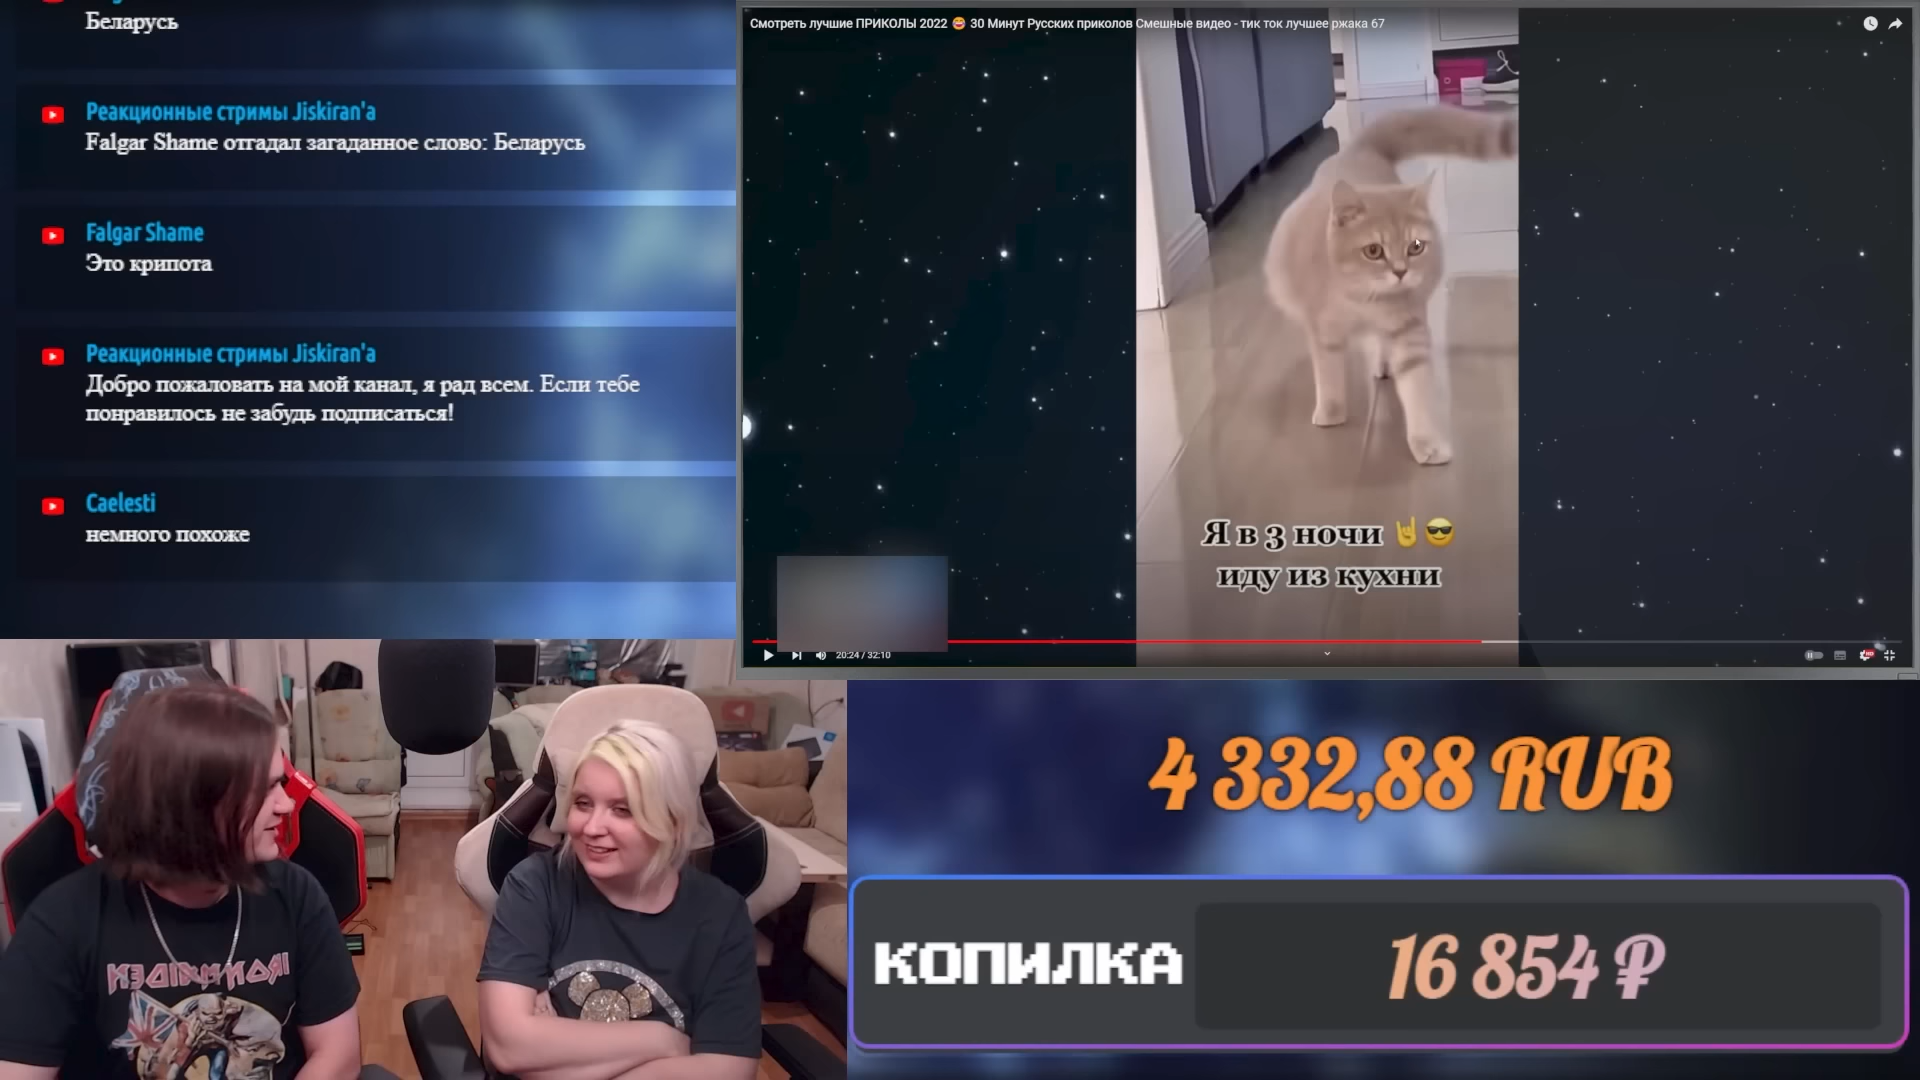 Беларусь
Реакционные стримы Jiskiran'a
Falgar Shame отгадал загаданное слово: Беларусь
Falgar Shame
Это крипота
Реакционные стримы Jiskiran'a
Добро пожаловать на мой канал, я рад всем. Если тебе
понравилось не забудь подписаться!
Caelesti
немного похоже
Смотреть лучшие ПРИКОЛЫ 2022 😂 30 Минут Русских приколов Смешные видео - тик ток лучшее ржака 67
Я в 3 ночи 🤘😎
иду из кухни
20:24 / 32:10
4 332,88 RUB
КОПИЛКА
16 854 ₽